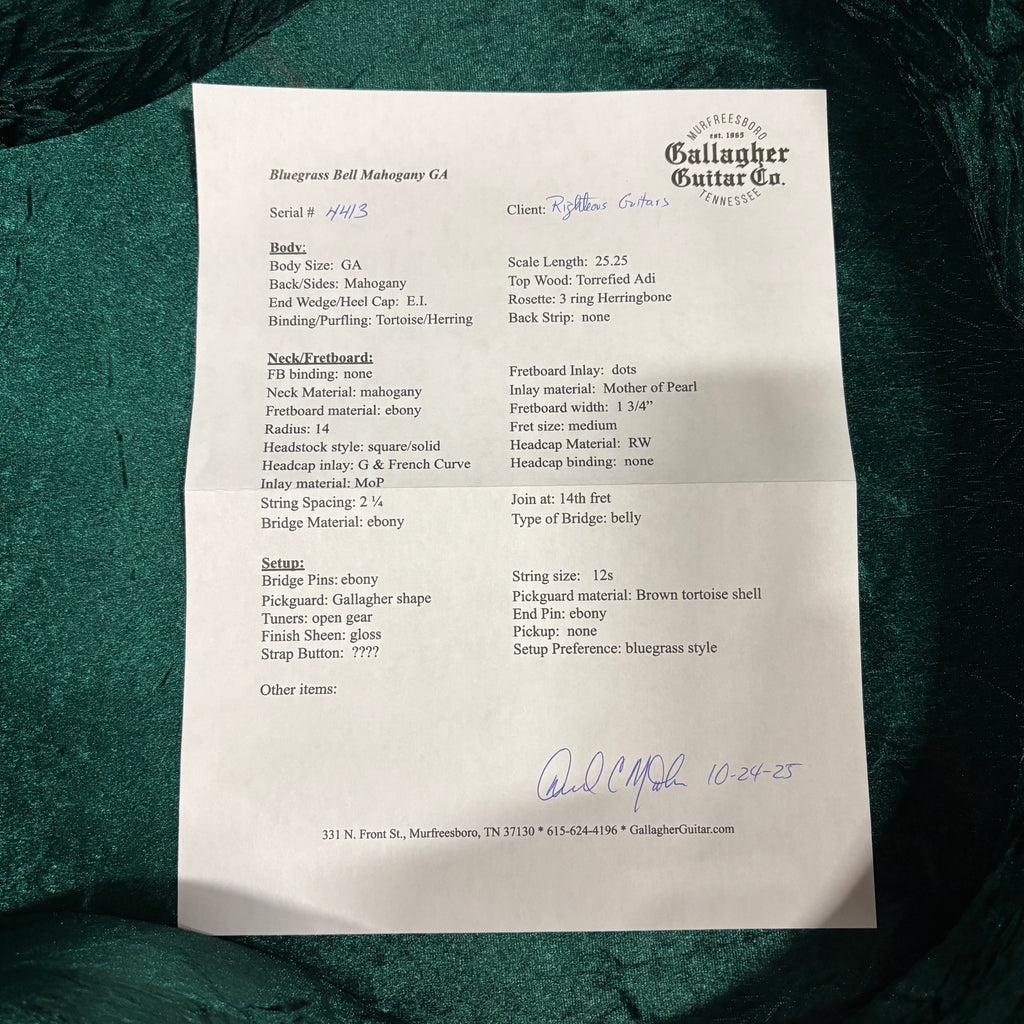 MURFREESBORO
est. 1965
Gallagher
Guitar Co.
TENNESSEE
Bluegrass Bell Mahogany GA
Serial # 4413 Client: Righteous Guitars
Body:
Body Size: GA Scale Length: 25.25
Back/Sides: Mahogany Top Wood: Torrefied Adi
End Wedge/Heel Cap: E.I. Rosette: 3 ring Herringbone
Binding/Purfling: Tortoise/Herring Back Strip: none
Neck/Fretboard:
FB binding: none Fretboard Inlay: dots
Neck Material: mahogany Inlay material: Mother of Pearl
Fretboard material: ebony Fretboard width: 1 3/4”
Radius: 14 Fret size: medium
Headstock style: square/solid Headcap Material: RW
Headcap inlay: G & French Curve Headcap binding: none
Inlay material: MoP
String Spacing: 2 ¼ Join at: 14th fret
Bridge Material: ebony Type of Bridge: belly
Setup:
Bridge Pins: ebony String size: 12s
Pickguard: Gallagher shape Pickguard material: Brown tortoise shell
Tuners: open gear End Pin: ebony
Finish Sheen: gloss Pickup: none
Strap Button: ???? Setup Preference: bluegrass style
Other items:
10-24-25
331 N. Front St., Murfreesboro, TN 37130 * 615-624-4196 * GallagherGuitar.com